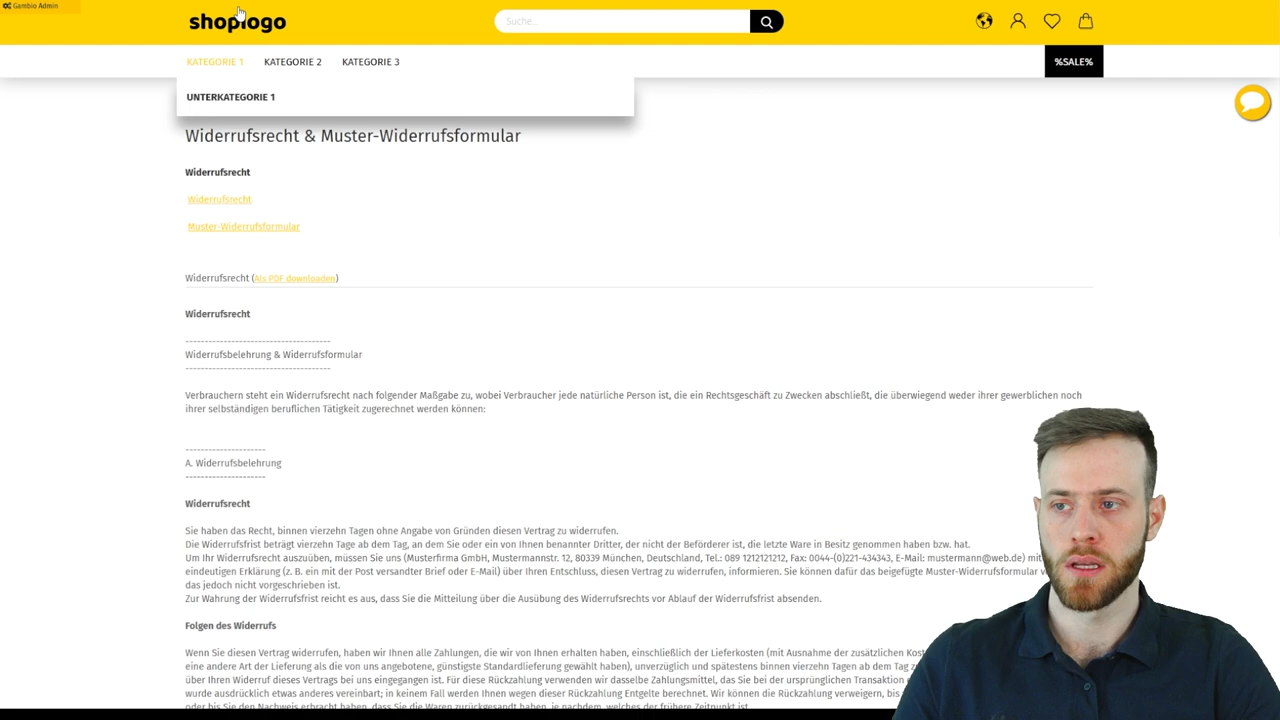 Gambio Admin
shoplogo
Suche...
KATEGORIE 1 KATEGORIE 2 KATEGORIE 3 %SALE%
UNTERKATEGORIE 1
Widerrufsrecht & Muster-Widerrufsformular
Widerrufsrecht
Widerrufsrecht
Muster-Widerrufsformular
Widerrufsrecht (Als PDF downloaden)
Widerrufsrecht
------------------------------------
Widerrufsbelehrung & Widerrufsformular
------------------------------------
Verbrauchern steht ein Widerrufsrecht nach folgender Maßgabe zu, wobei Verbraucher jede natürliche Person ist, die ein Rechtsgeschäft zu Zwecken abschließt, die überwiegend weder ihrer gewerblichen noch
ihrer selbständigen beruflichen Tätigkeit zugerechnet werden können:
--------------------
A. Widerrufsbelehrung
--------------------
Widerrufsrecht
Sie haben das Recht, binnen vierzehn Tagen ohne Angabe von Gründen diesen Vertrag zu widerrufen.
Die Widerrufsfrist beträgt vierzehn Tage ab dem Tag, an dem Sie oder ein von Ihnen benannter Dritter, der nicht der Beförderer ist, die letzte Ware in Besitz genommen haben bzw. hat.
Um Ihr Widerrufsrecht auszuüben, müssen Sie uns (Musterfirma GmbH, Mustermannstr. 12, 80339 München, Deutschland, Tel.: 089 1212121212, Fax: 0044-(0)221-434343, E-Mail: mustermann@web.de) mit
eindeutigen Erklärung (z. B. ein mit der Post versandter Brief oder E-Mail) über Ihren Entschluss, diesen Vertrag zu widerrufen, informieren. Sie können dafür das beigefügte Muster-Widerrufsformular
das jedoch nicht vorgeschrieben ist.
Zur Wahrung der Widerrufsfrist reicht es aus, dass Sie die Mitteilung über die Ausübung des Widerrufsrechts vor Ablauf der Widerrufsfrist absenden.
Folgen des Widerrufs
Wenn Sie diesen Vertrag widerrufen, haben wir Ihnen alle Zahlungen, die wir von Ihnen erhalten haben, einschließlich der Lieferkosten (mit Ausnahme der zusätzlichen
eine andere Art der Lieferung als die von uns angebotene, günstigste Standardlieferung gewählt haben), unverzüglich und spätestens binnen vierzehn Tagen ab dem Tag
über Ihren Widerruf dieses Vertrags bei uns eingegangen ist. Für diese Rückzahlung verwenden wir dasselbe Zahlungsmittel, das Sie bei der ursprünglichen Transaktion
wurde ausdrücklich etwas anderes vereinbart; in keinem Fall werden Ihnen wegen dieser Rückzahlung Entgelte berechnet. Wir können die Rückzahlung verweigern, bis
oder bis Sie den Nachweis erbracht haben, dass Sie die Waren zurückgesandt haben, je nachdem, welches der frühere Zeitpunkt ist.